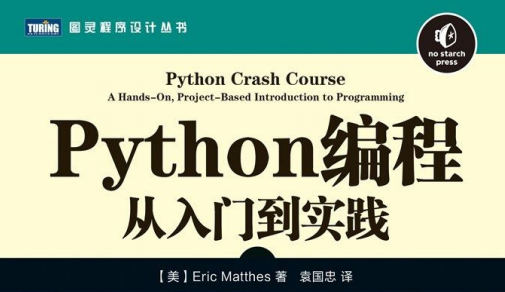 TURING 图灵程序设计丛书
no starch
press
Python Crash Course
A Hands-On, Project-Based Introduction to Programming
Python编程
从入门到实践
【美】Eric Matthes 著 袁国忠 译